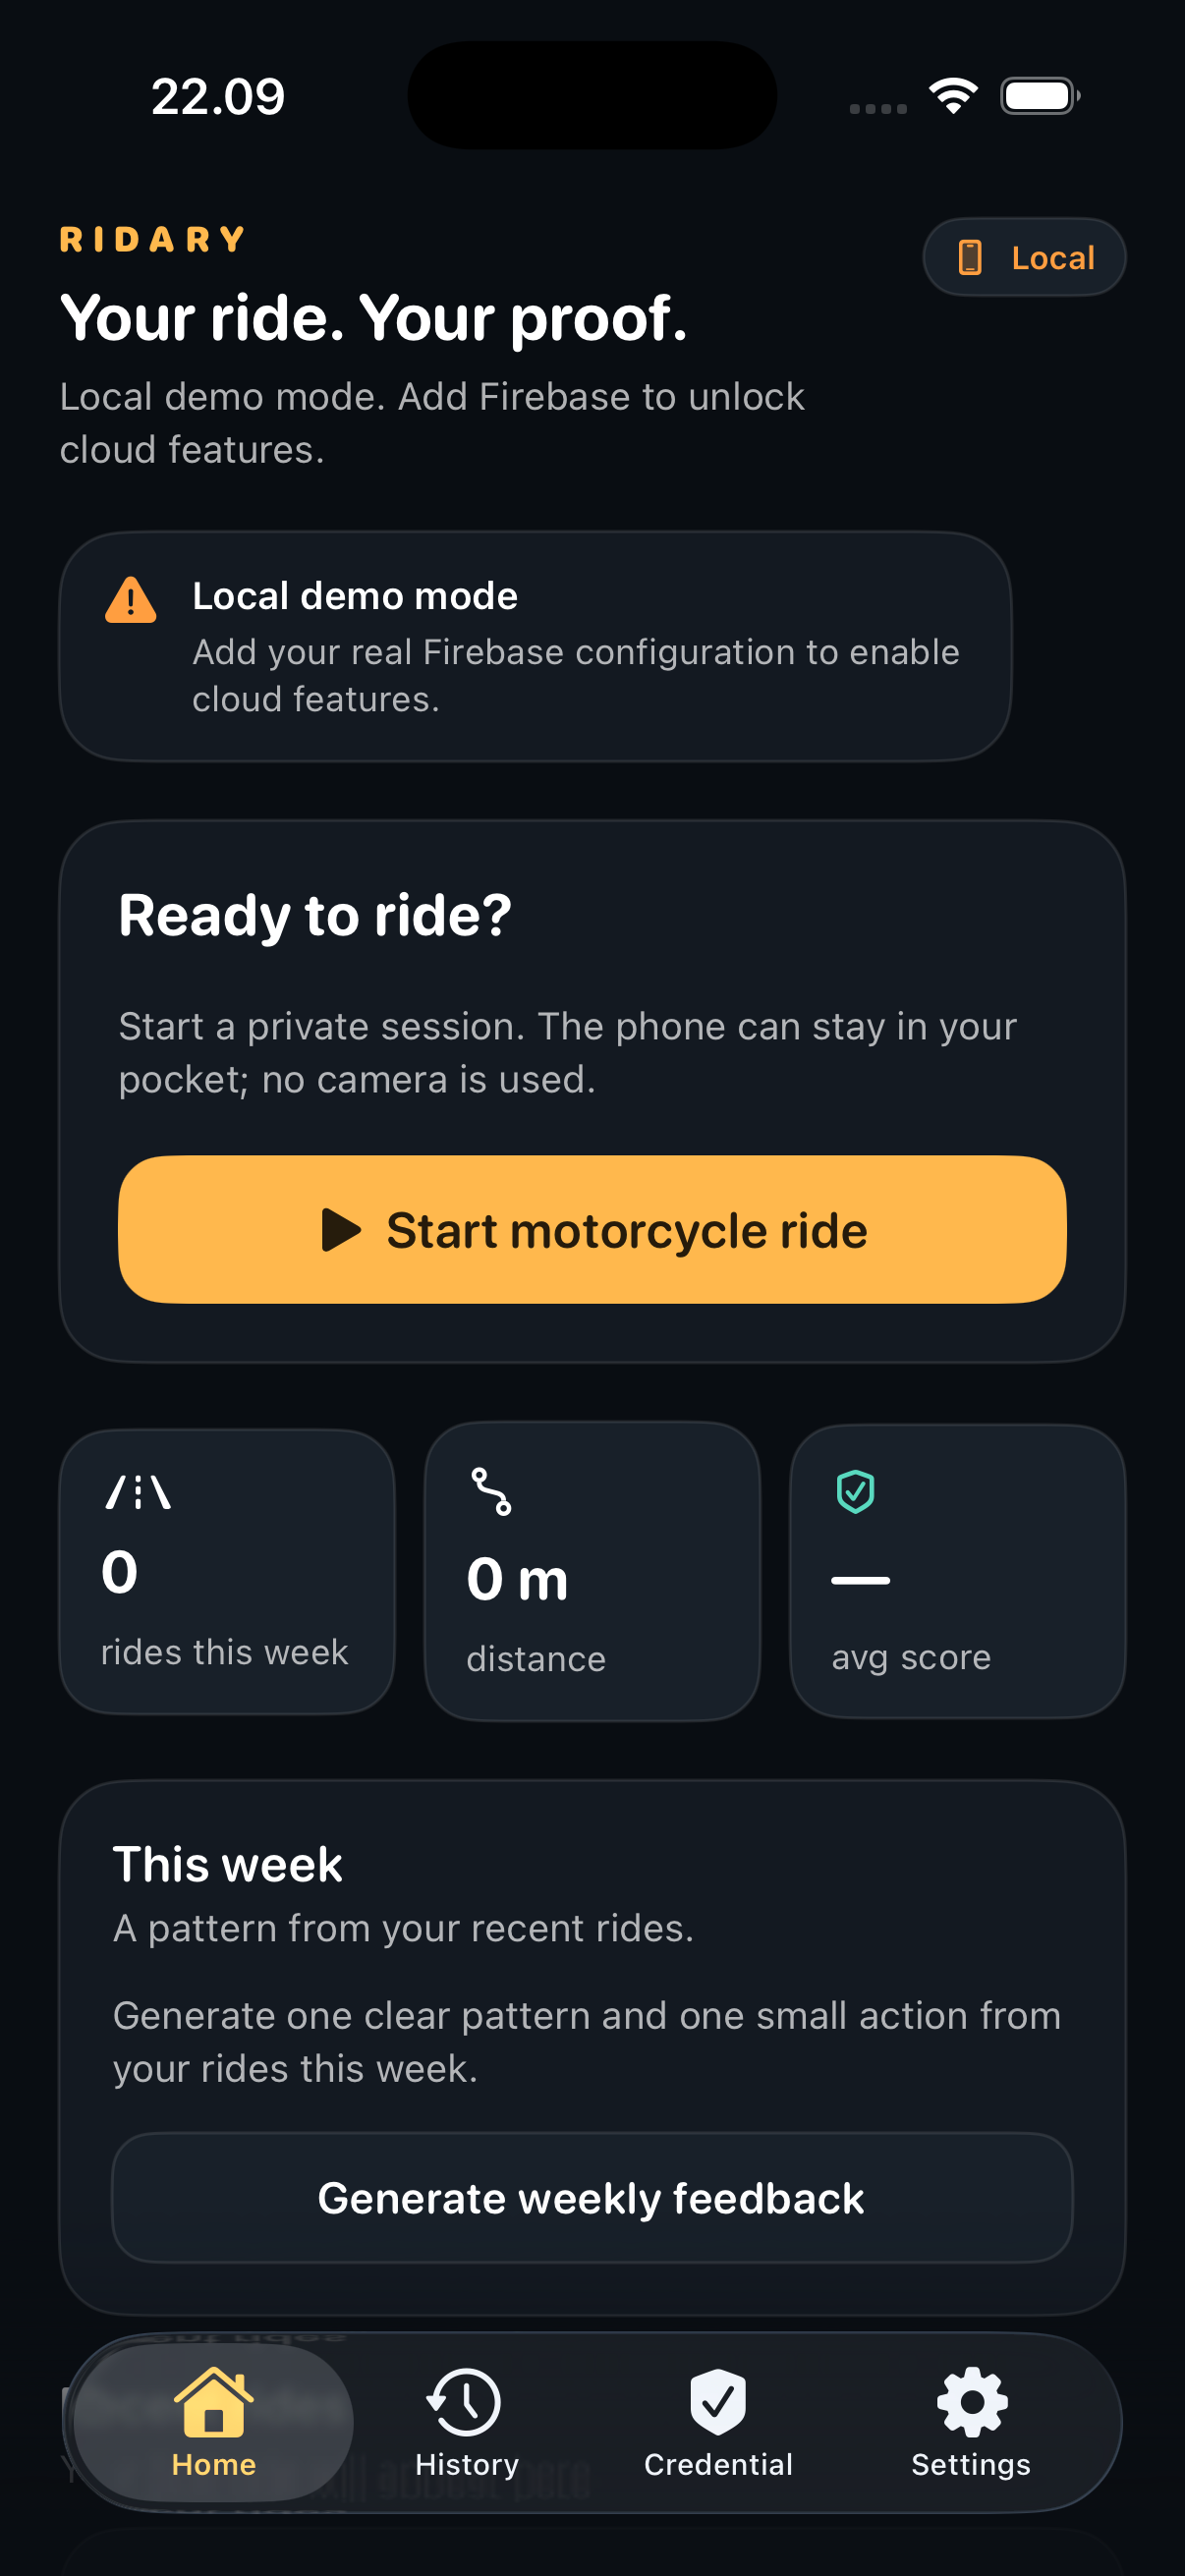 22.09
RIDARY
Local
Your ride. Your proof.
Local demo mode. Add Firebase to unlock
cloud features.
Local demo mode
Add your real Firebase configuration to enable
cloud features.
Ready to ride?
Start a private session. The phone can stay in your
pocket; no camera is used.
Start motorcycle ride
0
rides this week
0 m
distance
—
avg score
This week
A pattern from your recent rides.
Generate one clear pattern and one small action from
your rides this week.
Generate weekly feedback
Home
History
Credential
Settings